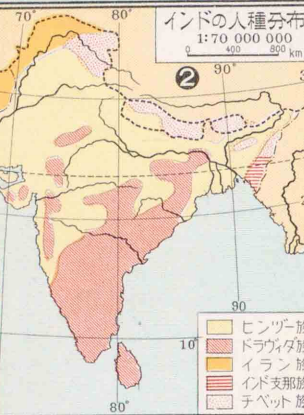 70°
80°
インドの人種分布
1:70 000 000
0 400 800 km
❷
90°
90
10°
80°
ヒンヅー族
ドラヴィダ族
イラン族
インド支那族
チベット族